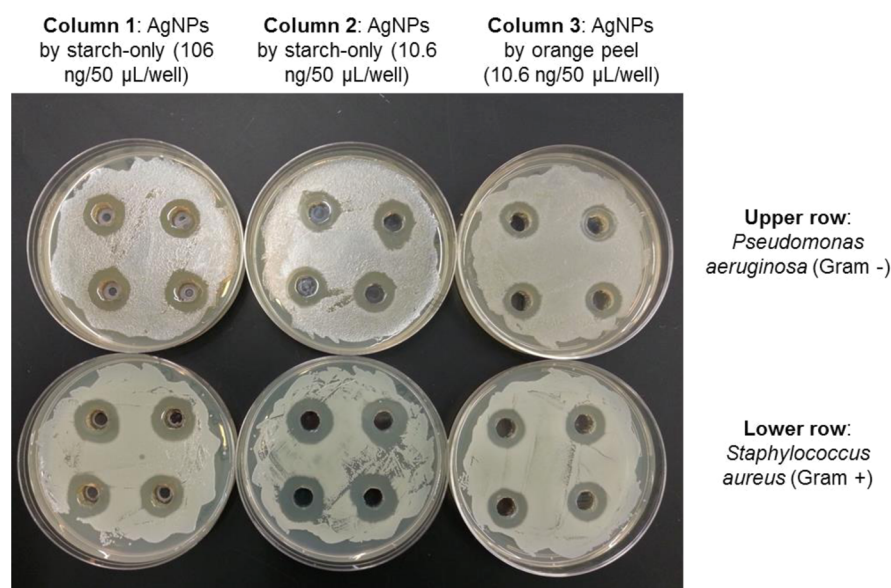 Column 1: AgNPs
by starch-only (106
ng/50 µL/well)
Column 2: AgNPs
by starch-only (10.6
ng/50 µL/well)
Column 3: AgNPs
by orange peel
(10.6 ng/50 µL/well)
Upper row:
Pseudomonas
aeruginosa (Gram -)
Lower row:
Staphylococcus
aureus (Gram +)